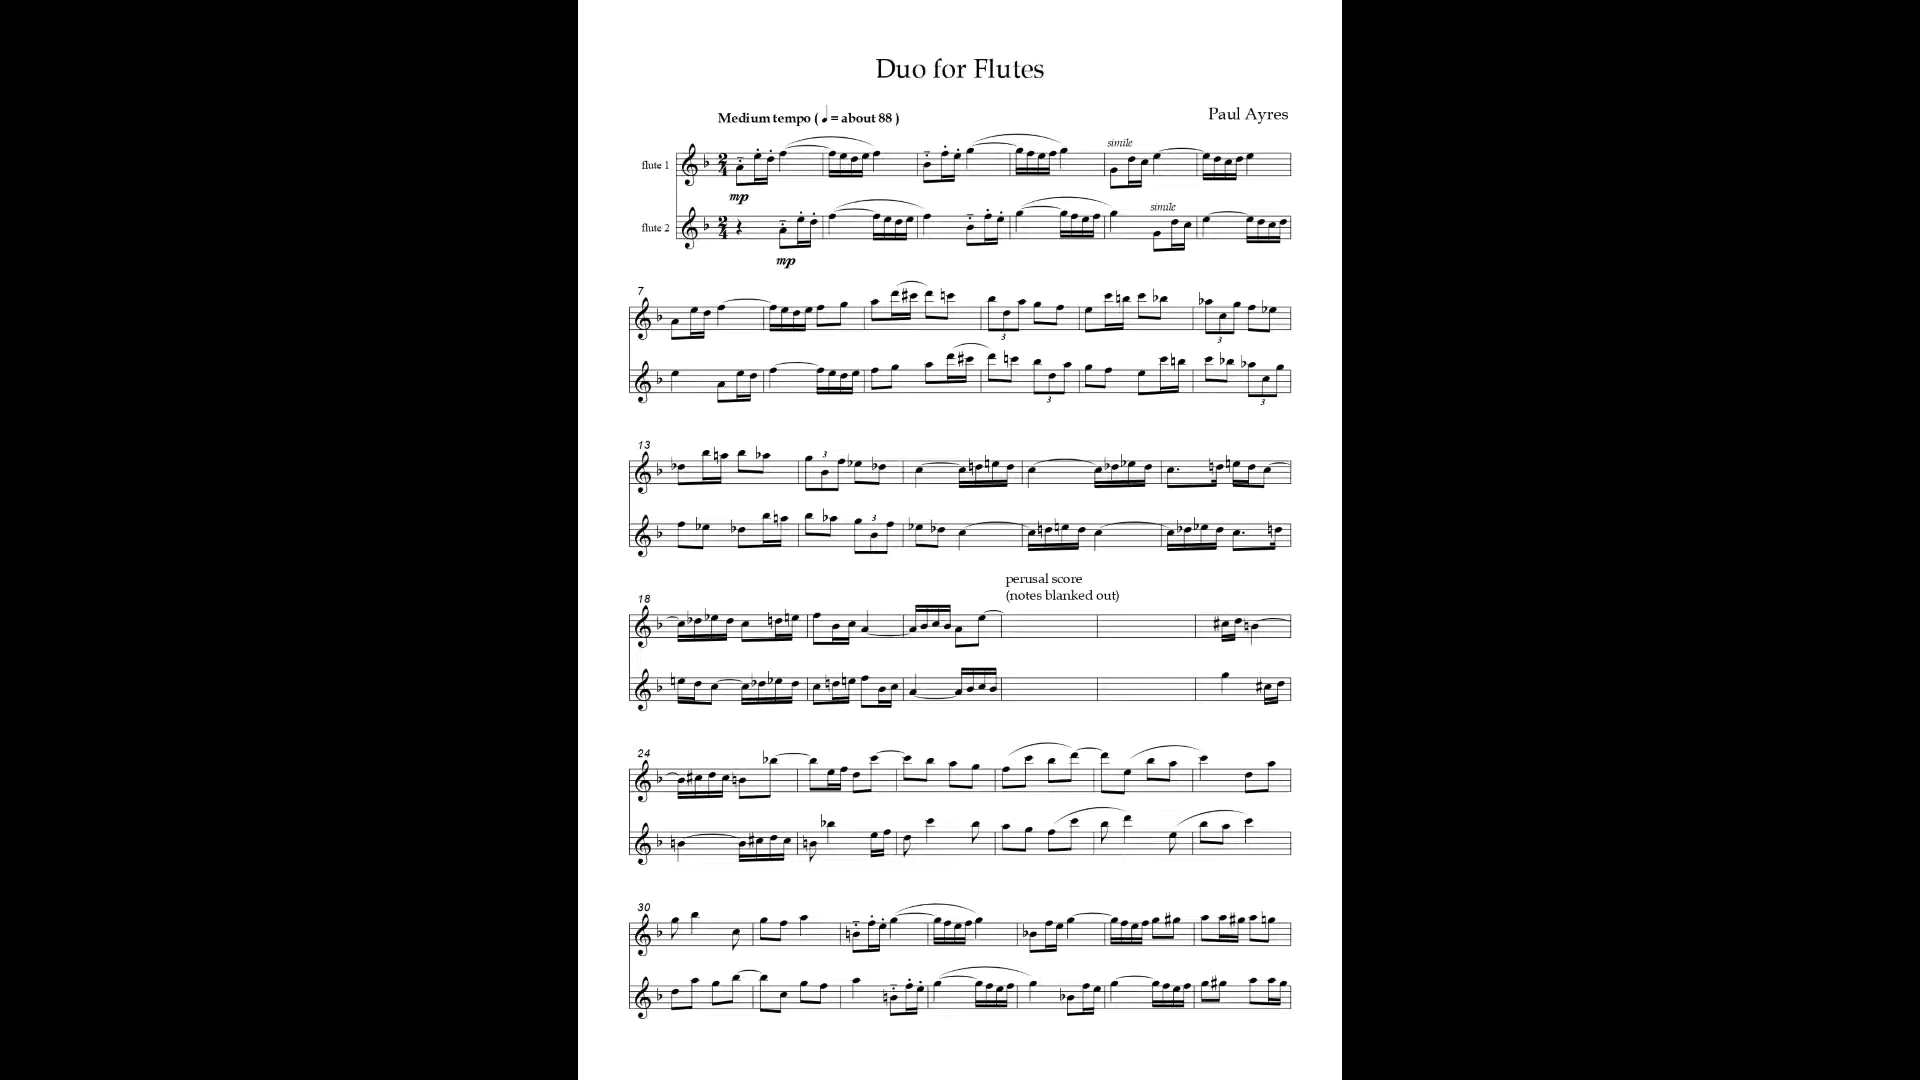 Duo for Flutes
Paul Ayres
Medium tempo ( ♩ = about 88 )
flute 1
simile
mp
flute 2
simile
mp
7
3
3
3
3
13
3
3
perusal score
(notes blanked out)
18
24
30